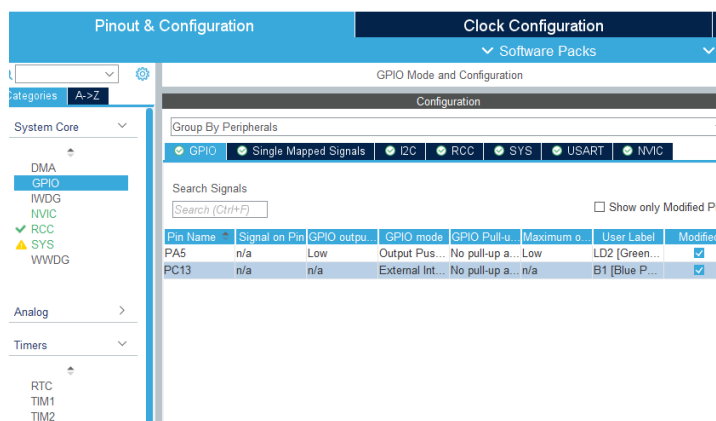 Pinout & Configuration
Clock Configuration
Software Packs
GPIO Mode and Configuration
Categories A->Z
Configuration
System Core
Group By Peripherals
GPIO Single Mapped Signals I2C RCC SYS USART NVIC
DMA
GPIO
IWDG
NVIC
RCC
SYS
WWDG
Search Signals
Search (Ctrl+F)
Show only Modified P
Pin Name Signal on Pin GPIO outpu... GPIO mode GPIO Pull-u... Maximum o... User Label Modified
PA5 n/a Low Output Pus... No pull-up a... Low LD2 [Green...
PC13 n/a n/a External Int... No pull-up a... n/a B1 [Blue P...
Analog
Timers
RTC
TIM1
TIM2